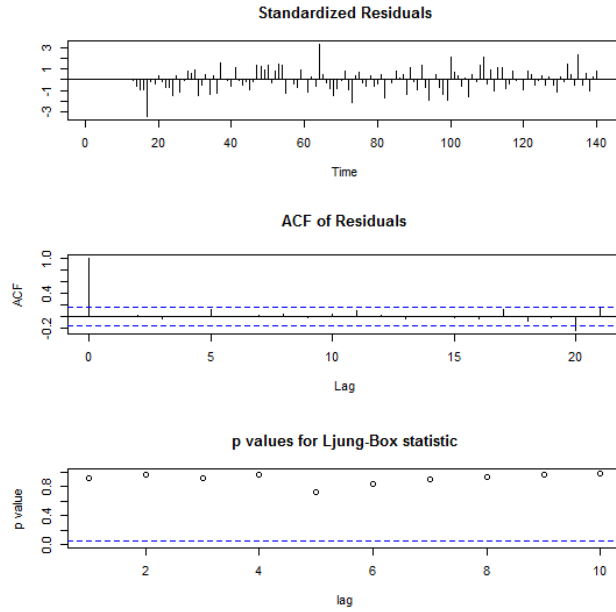 Standardized Residuals
3
1
-1
-3
0 20 40 60 80 100 120 140
Time
ACF of Residuals
ACF
1.0
0.4
-0.2
0 5 10 15 20
Lag
p values for Ljung-Box statistic
p value
0.8
0.4
0.0
2 4 6 8 10
lag